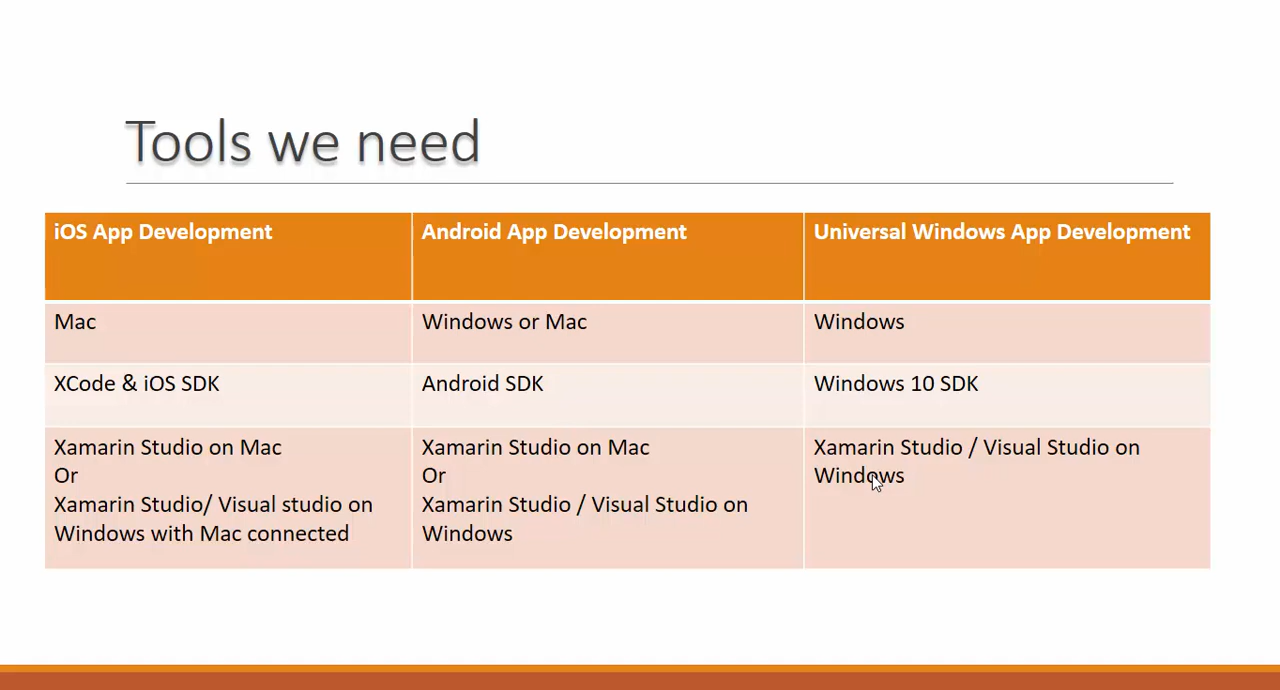 Tools we need
iOS App Development
Android App Development
Universal Windows App Development
Mac
Windows or Mac
Windows
XCode & iOS SDK
Android SDK
Windows 10 SDK
Xamarin Studio on Mac
Or
Xamarin Studio/ Visual studio on
Windows with Mac connected
Xamarin Studio on Mac
Or
Xamarin Studio / Visual Studio on
Windows
Xamarin Studio / Visual Studio on
Windows